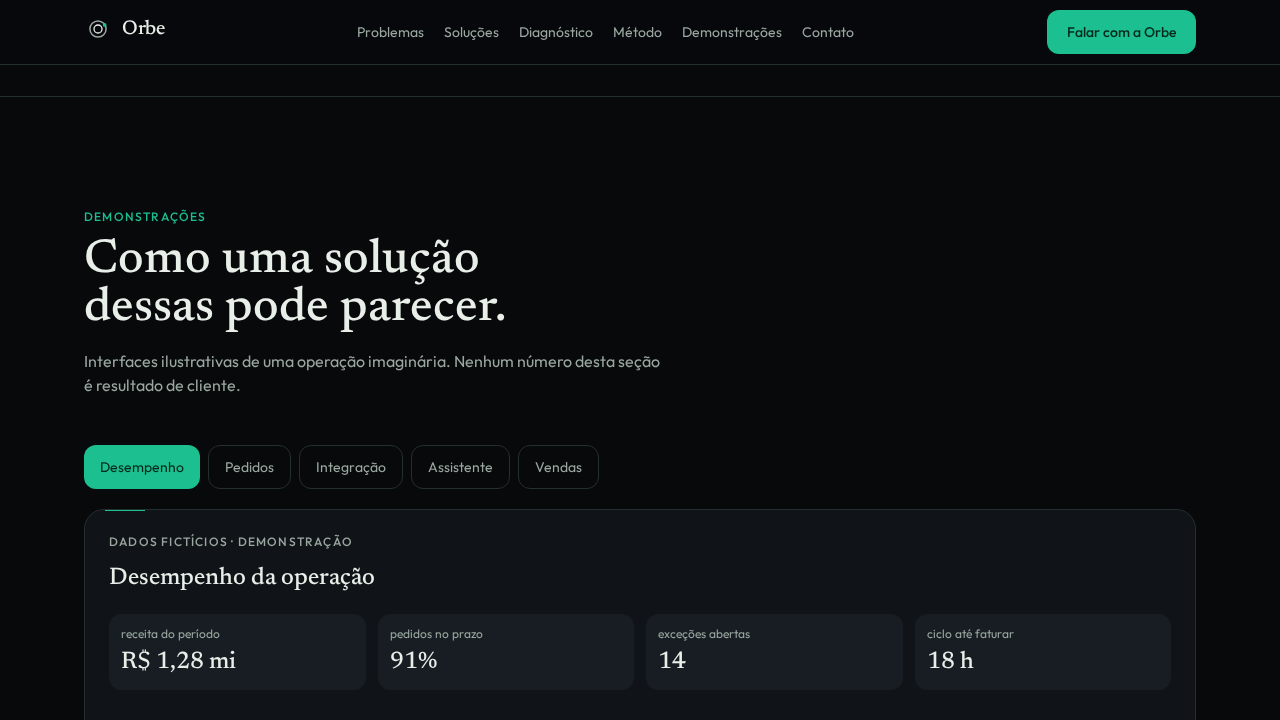 Orbe
Problemas
Soluções
Diagnóstico
Método
Demonstrações
Contato
Falar com a Orbe
DEMONSTRAÇÕES
Como uma solução
dessas pode parecer.
Interfaces ilustrativas de uma operação imaginária. Nenhum número desta seção
é resultado de cliente.
Desempenho
Pedidos
Integração
Assistente
Vendas
DADOS FICTÍCIOS · DEMONSTRAÇÃO
Desempenho da operação
receita do período
R$ 1,28 mi
pedidos no prazo
91%
exceções abertas
14
ciclo até faturar
18 h